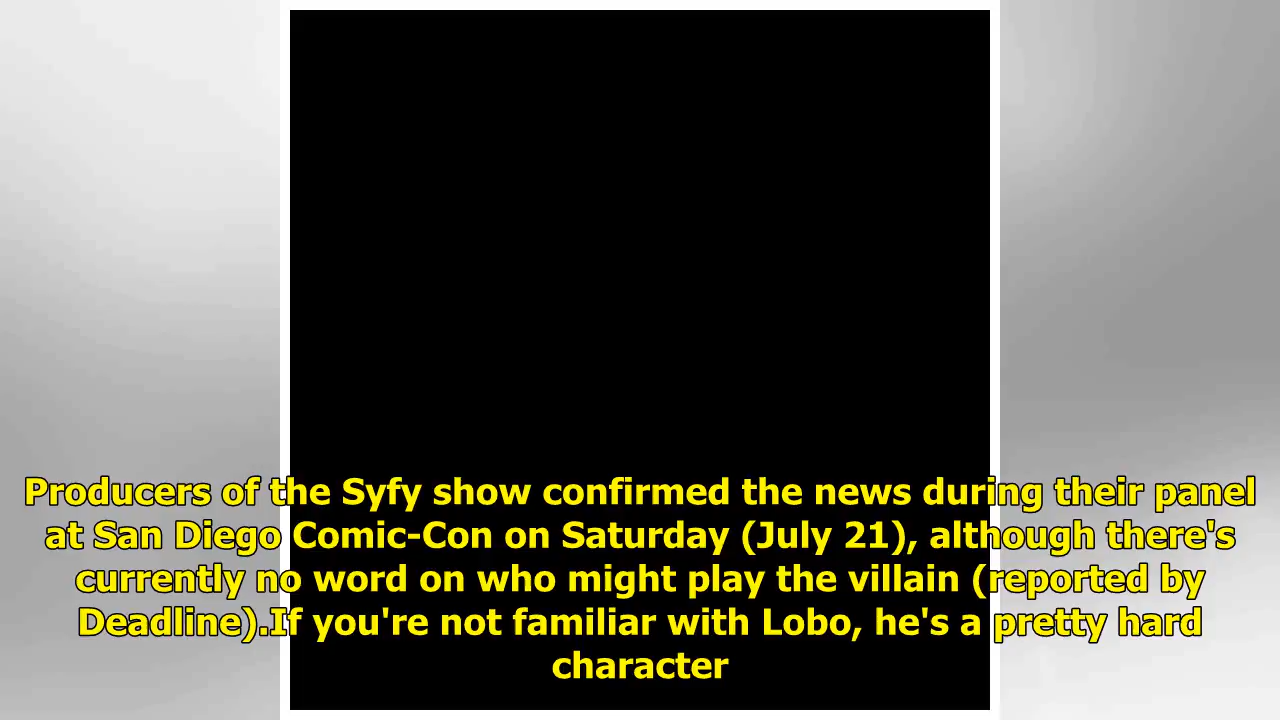 Producers of the Syfy show confirmed the news during their panel
at San Diego Comic-Con on Saturday (July 21), although there's
currently no word on who might play the villain (reported by
Deadline).If you're not familiar with Lobo, he's a pretty hard
character